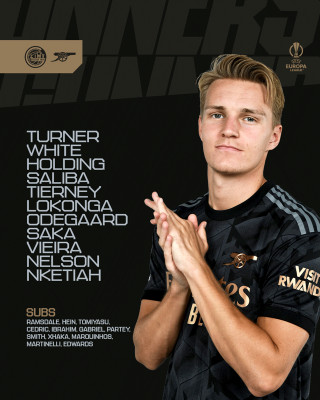 UEFA
EUROPA
LEAGUE
TURNER
WHITE
HOLDING
SALIBA
TIERNEY
LOKONGA
ODEGAARD
SAKA
VIEIRA
NELSON
NKETIAH
VISIT
RWANDA
SUBS
RAMSDALE, HEIN, TOMIYASU,
CEDRIC, IBRAHIM, GABRIEL, PARTEY,
SMITH, XHAKA, MARQUINHOS,
MARTINELLI, EDWARDS